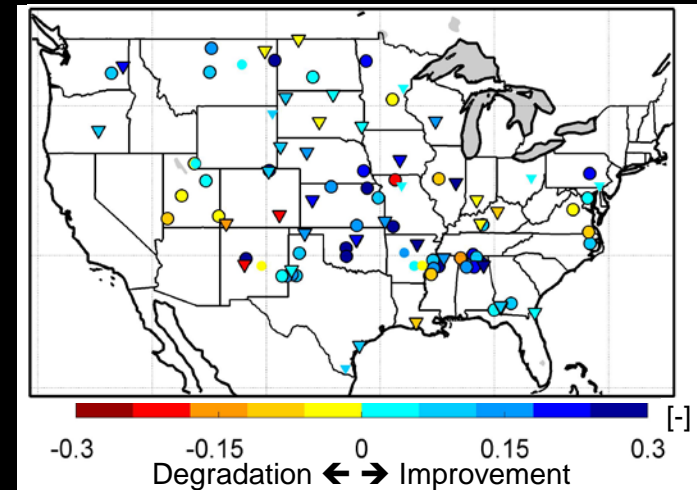 [-]
-0.3 -0.15 0 0.15 0.3
Degradation ← → Improvement